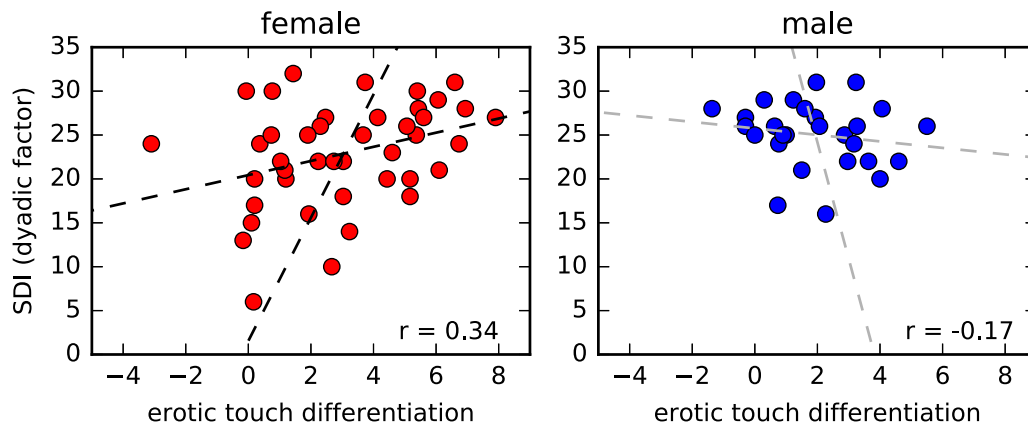 female
male
SDI (dyadic factor)
35
30
25
20
15
10
5
0
−4 −2 0 2 4 6 8
r = 0.34
erotic touch differentiation
35
30
25
20
15
10
5
0
−4 −2 0 2 4 6 8
r = -0.17
erotic touch differentiation